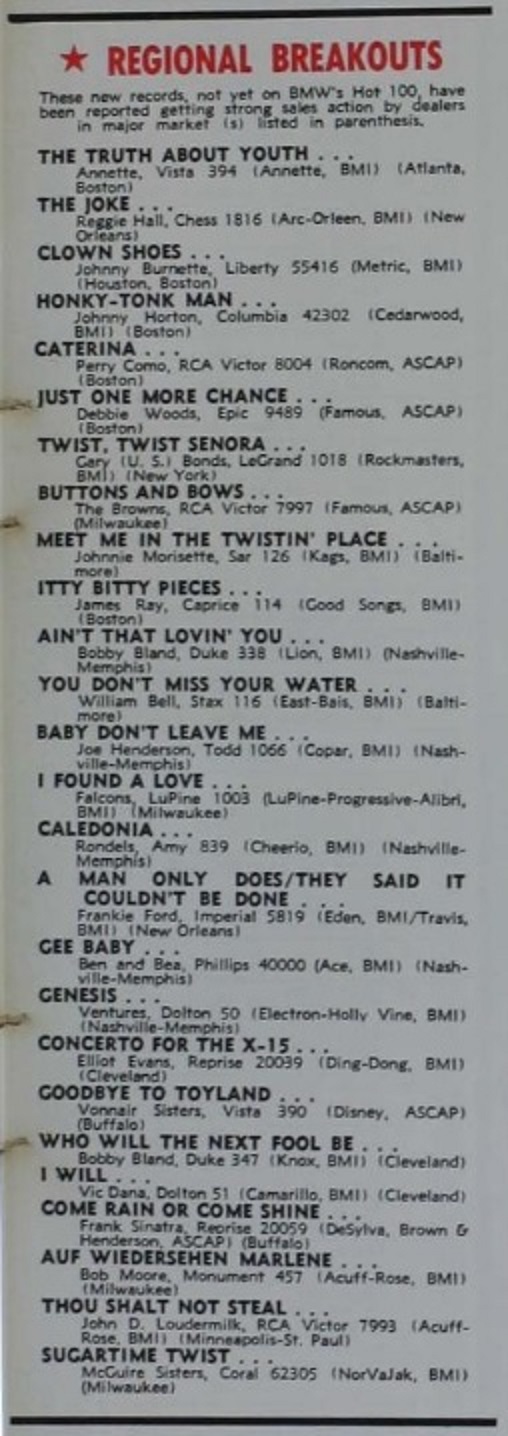 ★ REGIONAL BREAKOUTS
These new records, not yet on BMW's Hot 100, have
been reported getting strong sales action by dealers
in major market (s) listed in parenthesis.
THE TRUTH ABOUT YOUTH . . .
Annette, Vista 394 (Annette, BMI) (Atlanta,
Boston)
THE JOKE . . .
Reggie Hall, Chess 1816 (Arc-Orleen, BMI) (New
Orleans)
CLOWN SHOES . . .
Johnny Burnette, Liberty 55416 (Metric, BMI)
(Houston, Boston)
HONKY-TONK MAN . . .
Johnny Horton, Columbia 42302 (Cedarwood,
BMI) (Boston)
CATERINA . . .
Perry Como, RCA Victor 8004 (Roncom, ASCAP)
(Boston)
JUST ONE MORE CHANCE . . .
Debbie Woods, Epic 9489 (Famous, ASCAP)
(Boston)
TWIST, TWIST SENORA . . .
Gary (U. S.) Bonds, LeGrand 1018 (Rockmasters,
BMI) (New York)
BUTTONS AND BOWS . . .
The Browns, RCA Victor 7997 (Famous, ASCAP)
(Milwaukee)
MEET ME IN THE TWISTIN' PLACE . . .
Johnnie Morisette, Sar 126 (Kags, BMI) (Balti-
more)
ITTY BITTY PIECES . . .
James Ray, Caprice 114 (Good Songs, BMI)
(Boston)
AIN'T THAT LOVIN' YOU . . .
Bobby Bland, Duke 338 (Lion, BMI) (Nashville-
Memphis)
YOU DON'T MISS YOUR WATER . . .
William Bell, Stax 116 (East-Bais, BMI) (Balti-
more)
BABY DON'T LEAVE ME . . .
Joe Henderson, Todd 1066 (Copar, BMI) (Nash-
ville-Memphis)
I FOUND A LOVE . . .
Falcons, LuPine 1003 (LuPine-Progressive-Alibri,
BMI) (Milwaukee)
CALEDONIA . . .
Rondels, Amy 839 (Cheerio, BMI) (Nashville-
Memphis)
A MAN ONLY DOES/THEY SAID IT
COULDN'T BE DONE . . .
Frankie Ford, Imperial 5819 (Eden, BMI/Travis,
BMI) (New Orleans)
GEE BABY . . .
Ben and Bea, Phillips 40000 (Ace, BMI) (Nash-
ville-Memphis)
GENESIS . . .
Ventures, Dolton 50 (Electron-Holly Vine, BMI)
(Nashville-Memphis)
CONCERTO FOR THE X-15 . . .
Elliot Evans, Reprise 20039 (Ding-Dong, BMI)
(Cleveland)
GOODBYE TO TOYLAND . . .
Vonnair Sisters, Vista 390 (Disney, ASCAP)
(Buffalo)
WHO WILL THE NEXT FOOL BE . . .
Bobby Bland, Duke 347 (Knox, BMI) (Cleveland)
I WILL . . .
Vic Dana, Dolton 51 (Camarillo, BMI) (Cleveland)
COME RAIN OR COME SHINE . . .
Frank Sinatra, Reprise 20059 (DeSylva, Brown &
Henderson, ASCAP) (Buffalo)
AUF WIEDERSEHEN MARLENE . . .
Bob Moore, Monument 457 (Acuff-Rose, BMI)
(Milwaukee)
THOU SHALT NOT STEAL . . .
John D. Loudermilk, RCA Victor 7993 (Acuff-
Rose, BMI) (Minneapolis-St. Paul)
SUGARTIME TWIST . . .
McGuire Sisters, Coral 62305 (NorVaJak, BMI)
(Milwaukee)